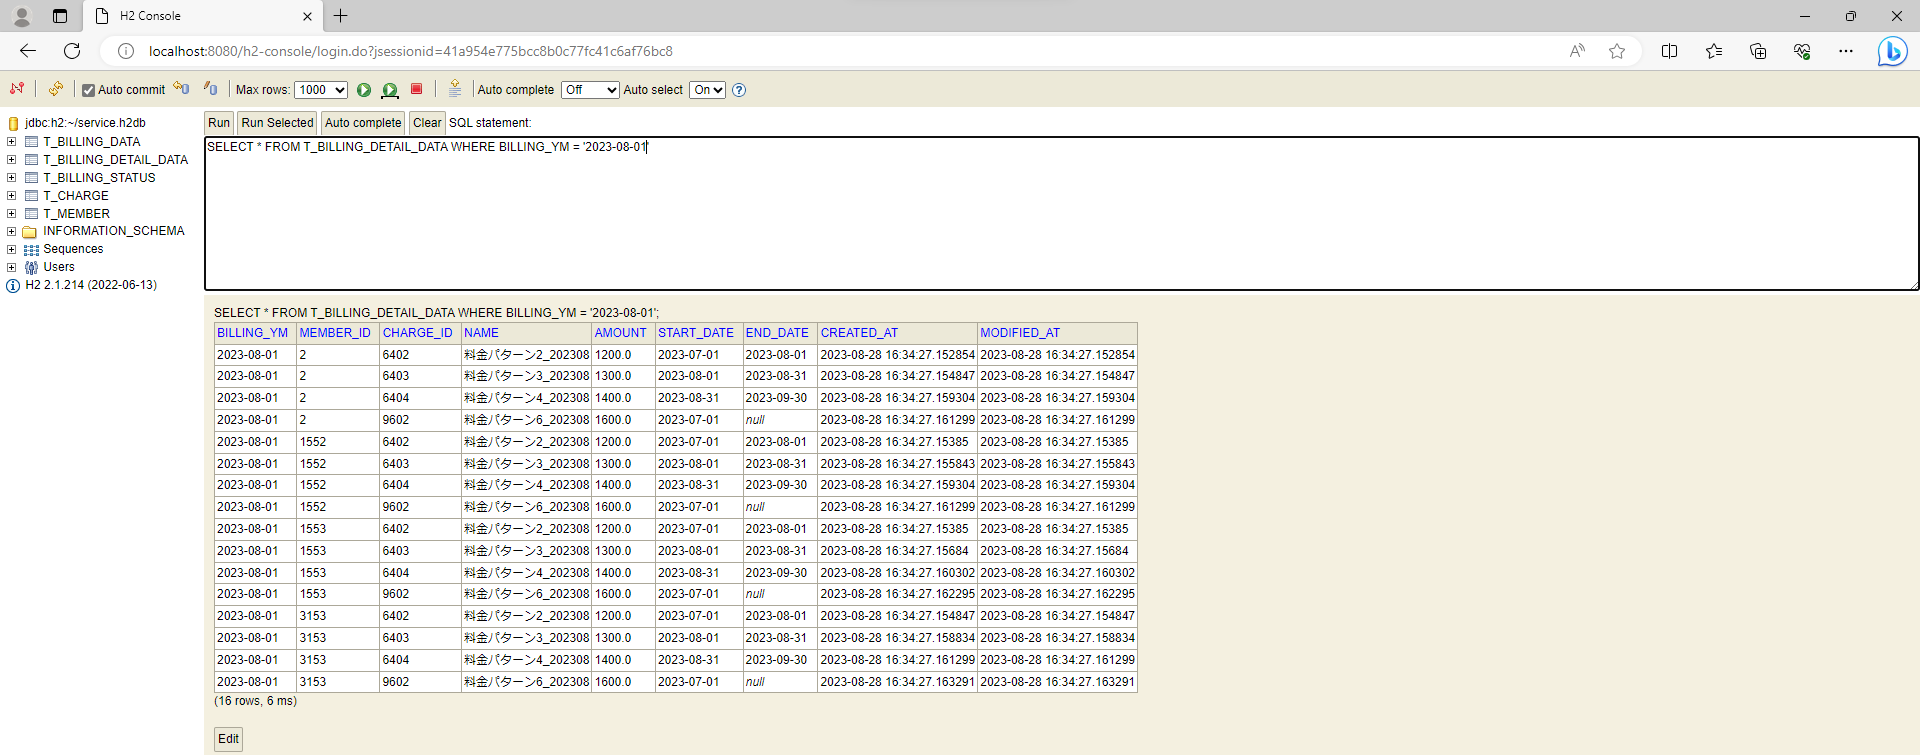 H2 Console
localhost:8080/h2-console/login.do?jsessionid=41a954e775bcc8b0c77fc41c6af76bc8
Auto commit Max rows: 1000 Auto complete Off Auto select On
jdbc:h2:~/service.h2db
T_BILLING_DATA
T_BILLING_DETAIL_DATA
T_BILLING_STATUS
T_CHARGE
T_MEMBER
INFORMATION_SCHEMA
Sequences
Users
H2 2.1.214 (2022-06-13)
Run Run Selected Auto complete Clear SQL statement:
SELECT * FROM T_BILLING_DETAIL_DATA WHERE BILLING_YM = '2023-08-01'
SELECT * FROM T_BILLING_DETAIL_DATA WHERE BILLING_YM = '2023-08-01';
BILLING_YM MEMBER_ID CHARGE_ID NAME AMOUNT START_DATE END_DATE CREATED_AT MODIFIED_AT
2023-08-01 2 6402 料金パターン2_202308 1200.0 2023-07-01 2023-08-01 2023-08-28 16:34:27.152854 2023-08-28 16:34:27.152854
2023-08-01 2 6403 料金パターン3_202308 1300.0 2023-08-01 2023-08-31 2023-08-28 16:34:27.154847 2023-08-28 16:34:27.154847
2023-08-01 2 6404 料金パターン4_202308 1400.0 2023-08-31 2023-09-30 2023-08-28 16:34:27.159304 2023-08-28 16:34:27.159304
2023-08-01 2 9602 料金パターン6_202308 1600.0 2023-07-01 null 2023-08-28 16:34:27.161299 2023-08-28 16:34:27.161299
2023-08-01 1552 6402 料金パターン2_202308 1200.0 2023-07-01 2023-08-01 2023-08-28 16:34:27.15385 2023-08-28 16:34:27.15385
2023-08-01 1552 6403 料金パターン3_202308 1300.0 2023-08-01 2023-08-31 2023-08-28 16:34:27.155843 2023-08-28 16:34:27.155843
2023-08-01 1552 6404 料金パターン4_202308 1400.0 2023-08-31 2023-09-30 2023-08-28 16:34:27.159304 2023-08-28 16:34:27.159304
2023-08-01 1552 9602 料金パターン6_202308 1600.0 2023-07-01 null 2023-08-28 16:34:27.161299 2023-08-28 16:34:27.161299
2023-08-01 1553 6402 料金パターン2_202308 1200.0 2023-07-01 2023-08-01 2023-08-28 16:34:27.15385 2023-08-28 16:34:27.15385
2023-08-01 1553 6403 料金パターン3_202308 1300.0 2023-08-01 2023-08-31 2023-08-28 16:34:27.15684 2023-08-28 16:34:27.15684
2023-08-01 1553 6404 料金パターン4_202308 1400.0 2023-08-31 2023-09-30 2023-08-28 16:34:27.160302 2023-08-28 16:34:27.160302
2023-08-01 1553 9602 料金パターン6_202308 1600.0 2023-07-01 null 2023-08-28 16:34:27.162295 2023-08-28 16:34:27.162295
2023-08-01 3153 6402 料金パターン2_202308 1200.0 2023-07-01 2023-08-01 2023-08-28 16:34:27.154847 2023-08-28 16:34:27.154847
2023-08-01 3153 6403 料金パターン3_202308 1300.0 2023-08-01 2023-08-31 2023-08-28 16:34:27.158834 2023-08-28 16:34:27.158834
2023-08-01 3153 6404 料金パターン4_202308 1400.0 2023-08-31 2023-09-30 2023-08-28 16:34:27.161299 2023-08-28 16:34:27.161299
2023-08-01 3153 9602 料金パターン6_202308 1600.0 2023-07-01 null 2023-08-28 16:34:27.163291 2023-08-28 16:34:27.163291
(16 rows, 6 ms)
Edit